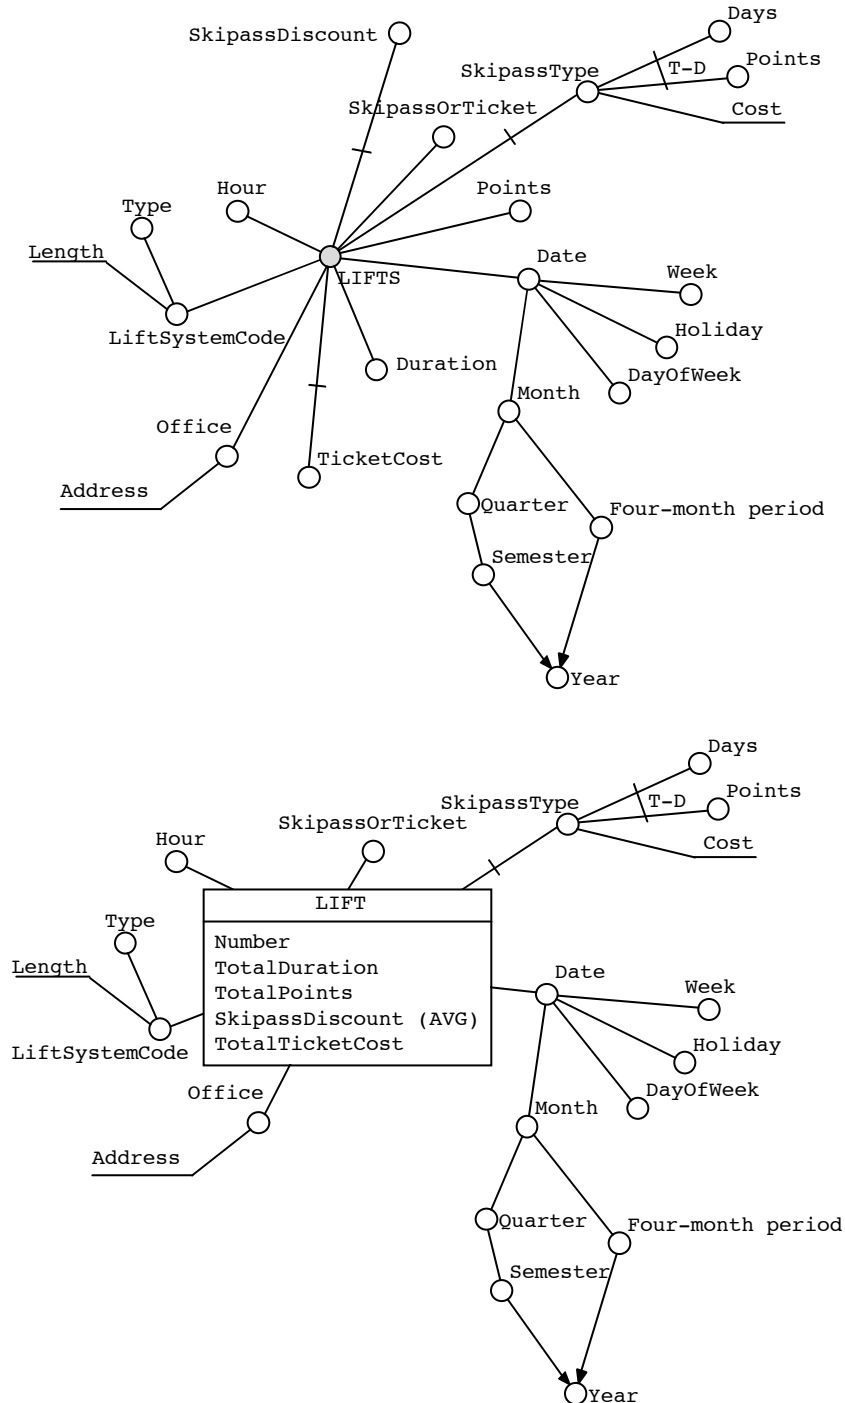 Days
SkipassDiscount
T-D
Points
SkipassType
Cost
SkipassOrTicket
Hour
Points
Type
Length
Date
LIFTS
Week
Holiday
LiftSystemCode
Duration
DayOfWeek
Month
Office
TicketCost
Address
Quarter
Four-month period
Semester
Year
Days
T-D
Points
SkipassType
SkipassOrTicket
Cost
Hour
LIFT
Type
Number
Length
TotalDuration
TotalPoints
SkipassDiscount (AVG)
TotalTicketCost
Date
Week
LiftSystemCode
Holiday
Office
DayOfWeek
Month
Address
Quarter
Four-month period
Semester
Year